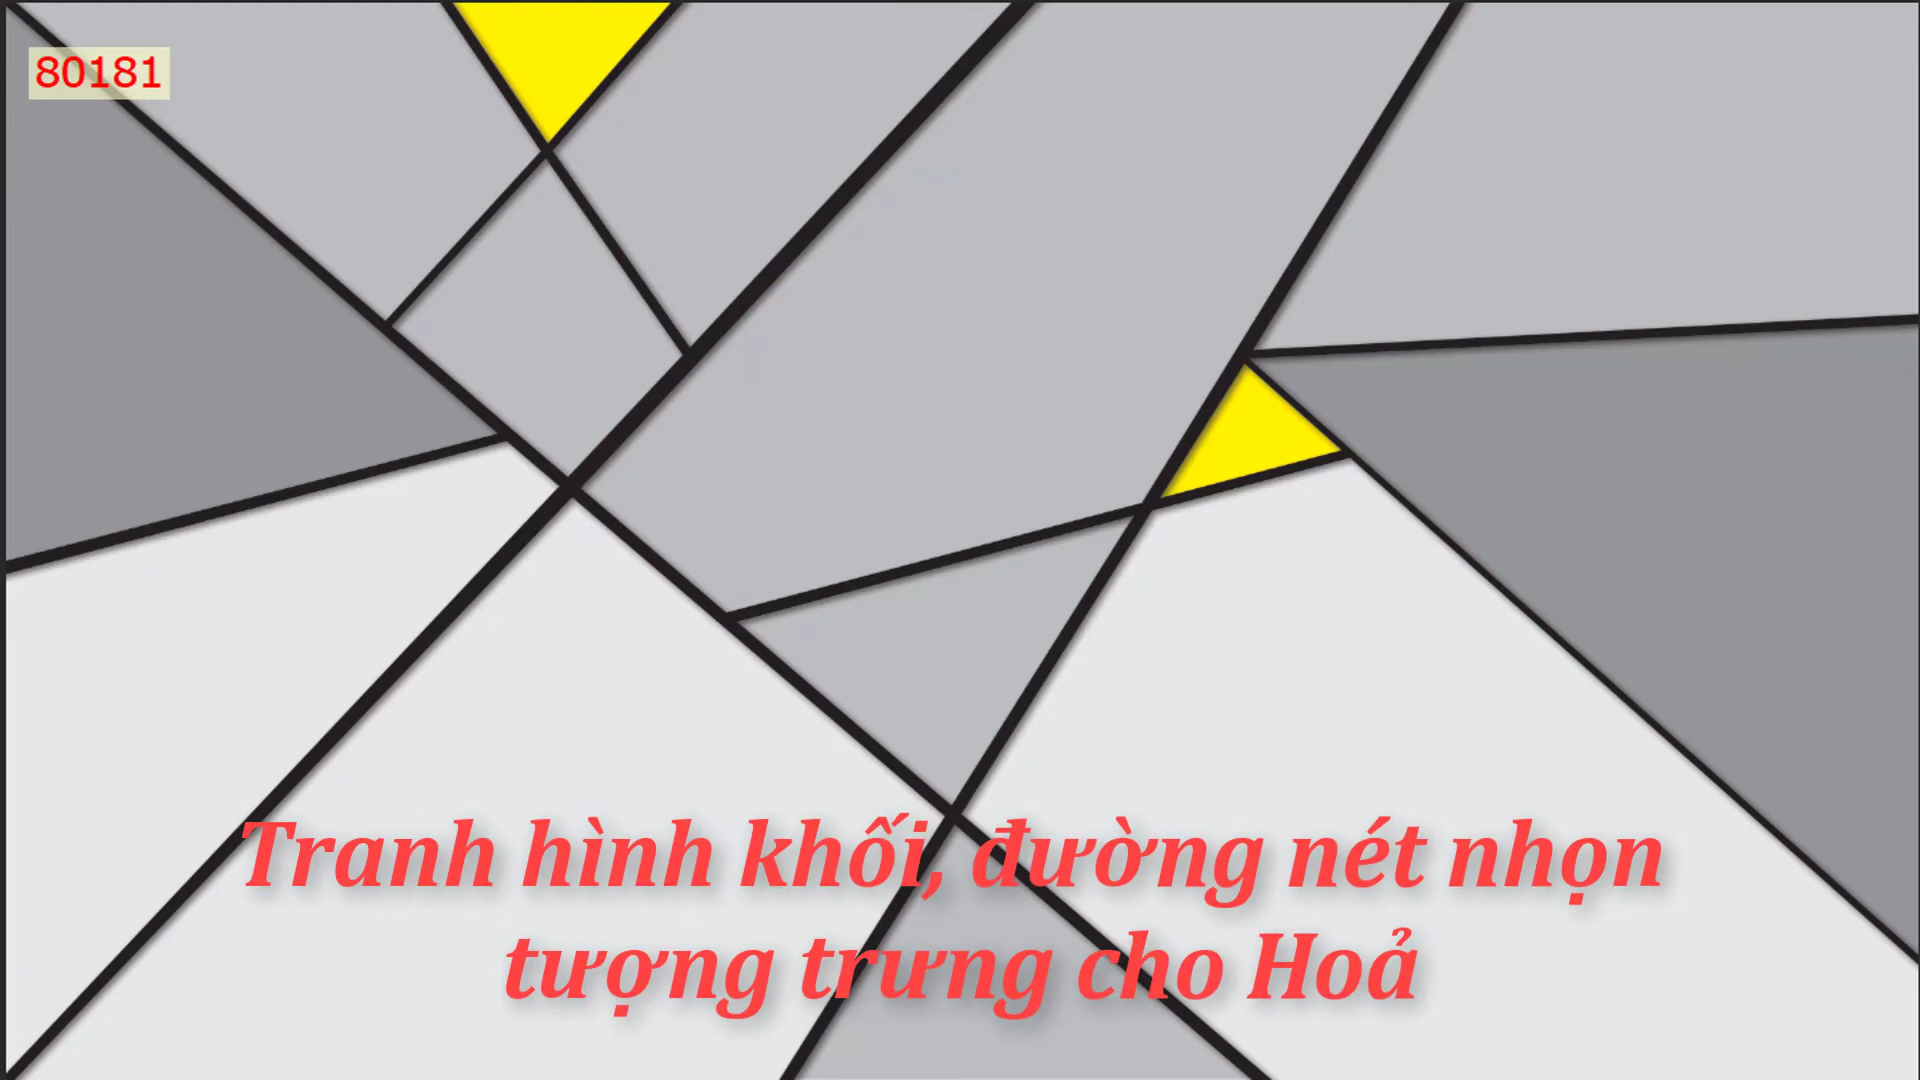 80181
Tranh hình khối, đường nét nhọn
tượng trưng cho Hoả